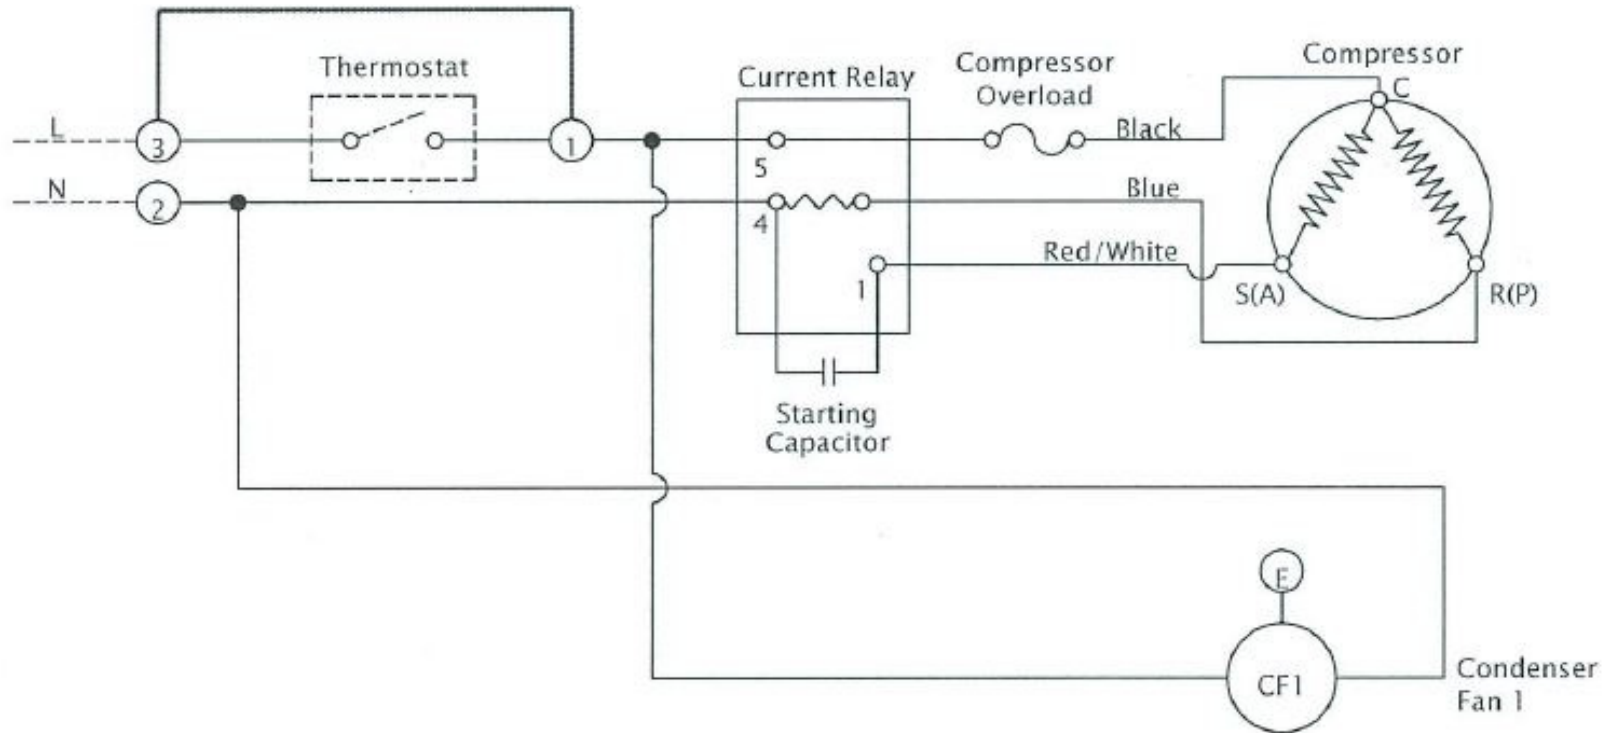 Thermostat
Current Relay
Compressor
Overload
Compressor
C
L
3
1
5
Black
N
2
4
Blue
1
Red/White
S(A)
R(P)
Starting
Capacitor
E
CF1
Condenser
Fan 1